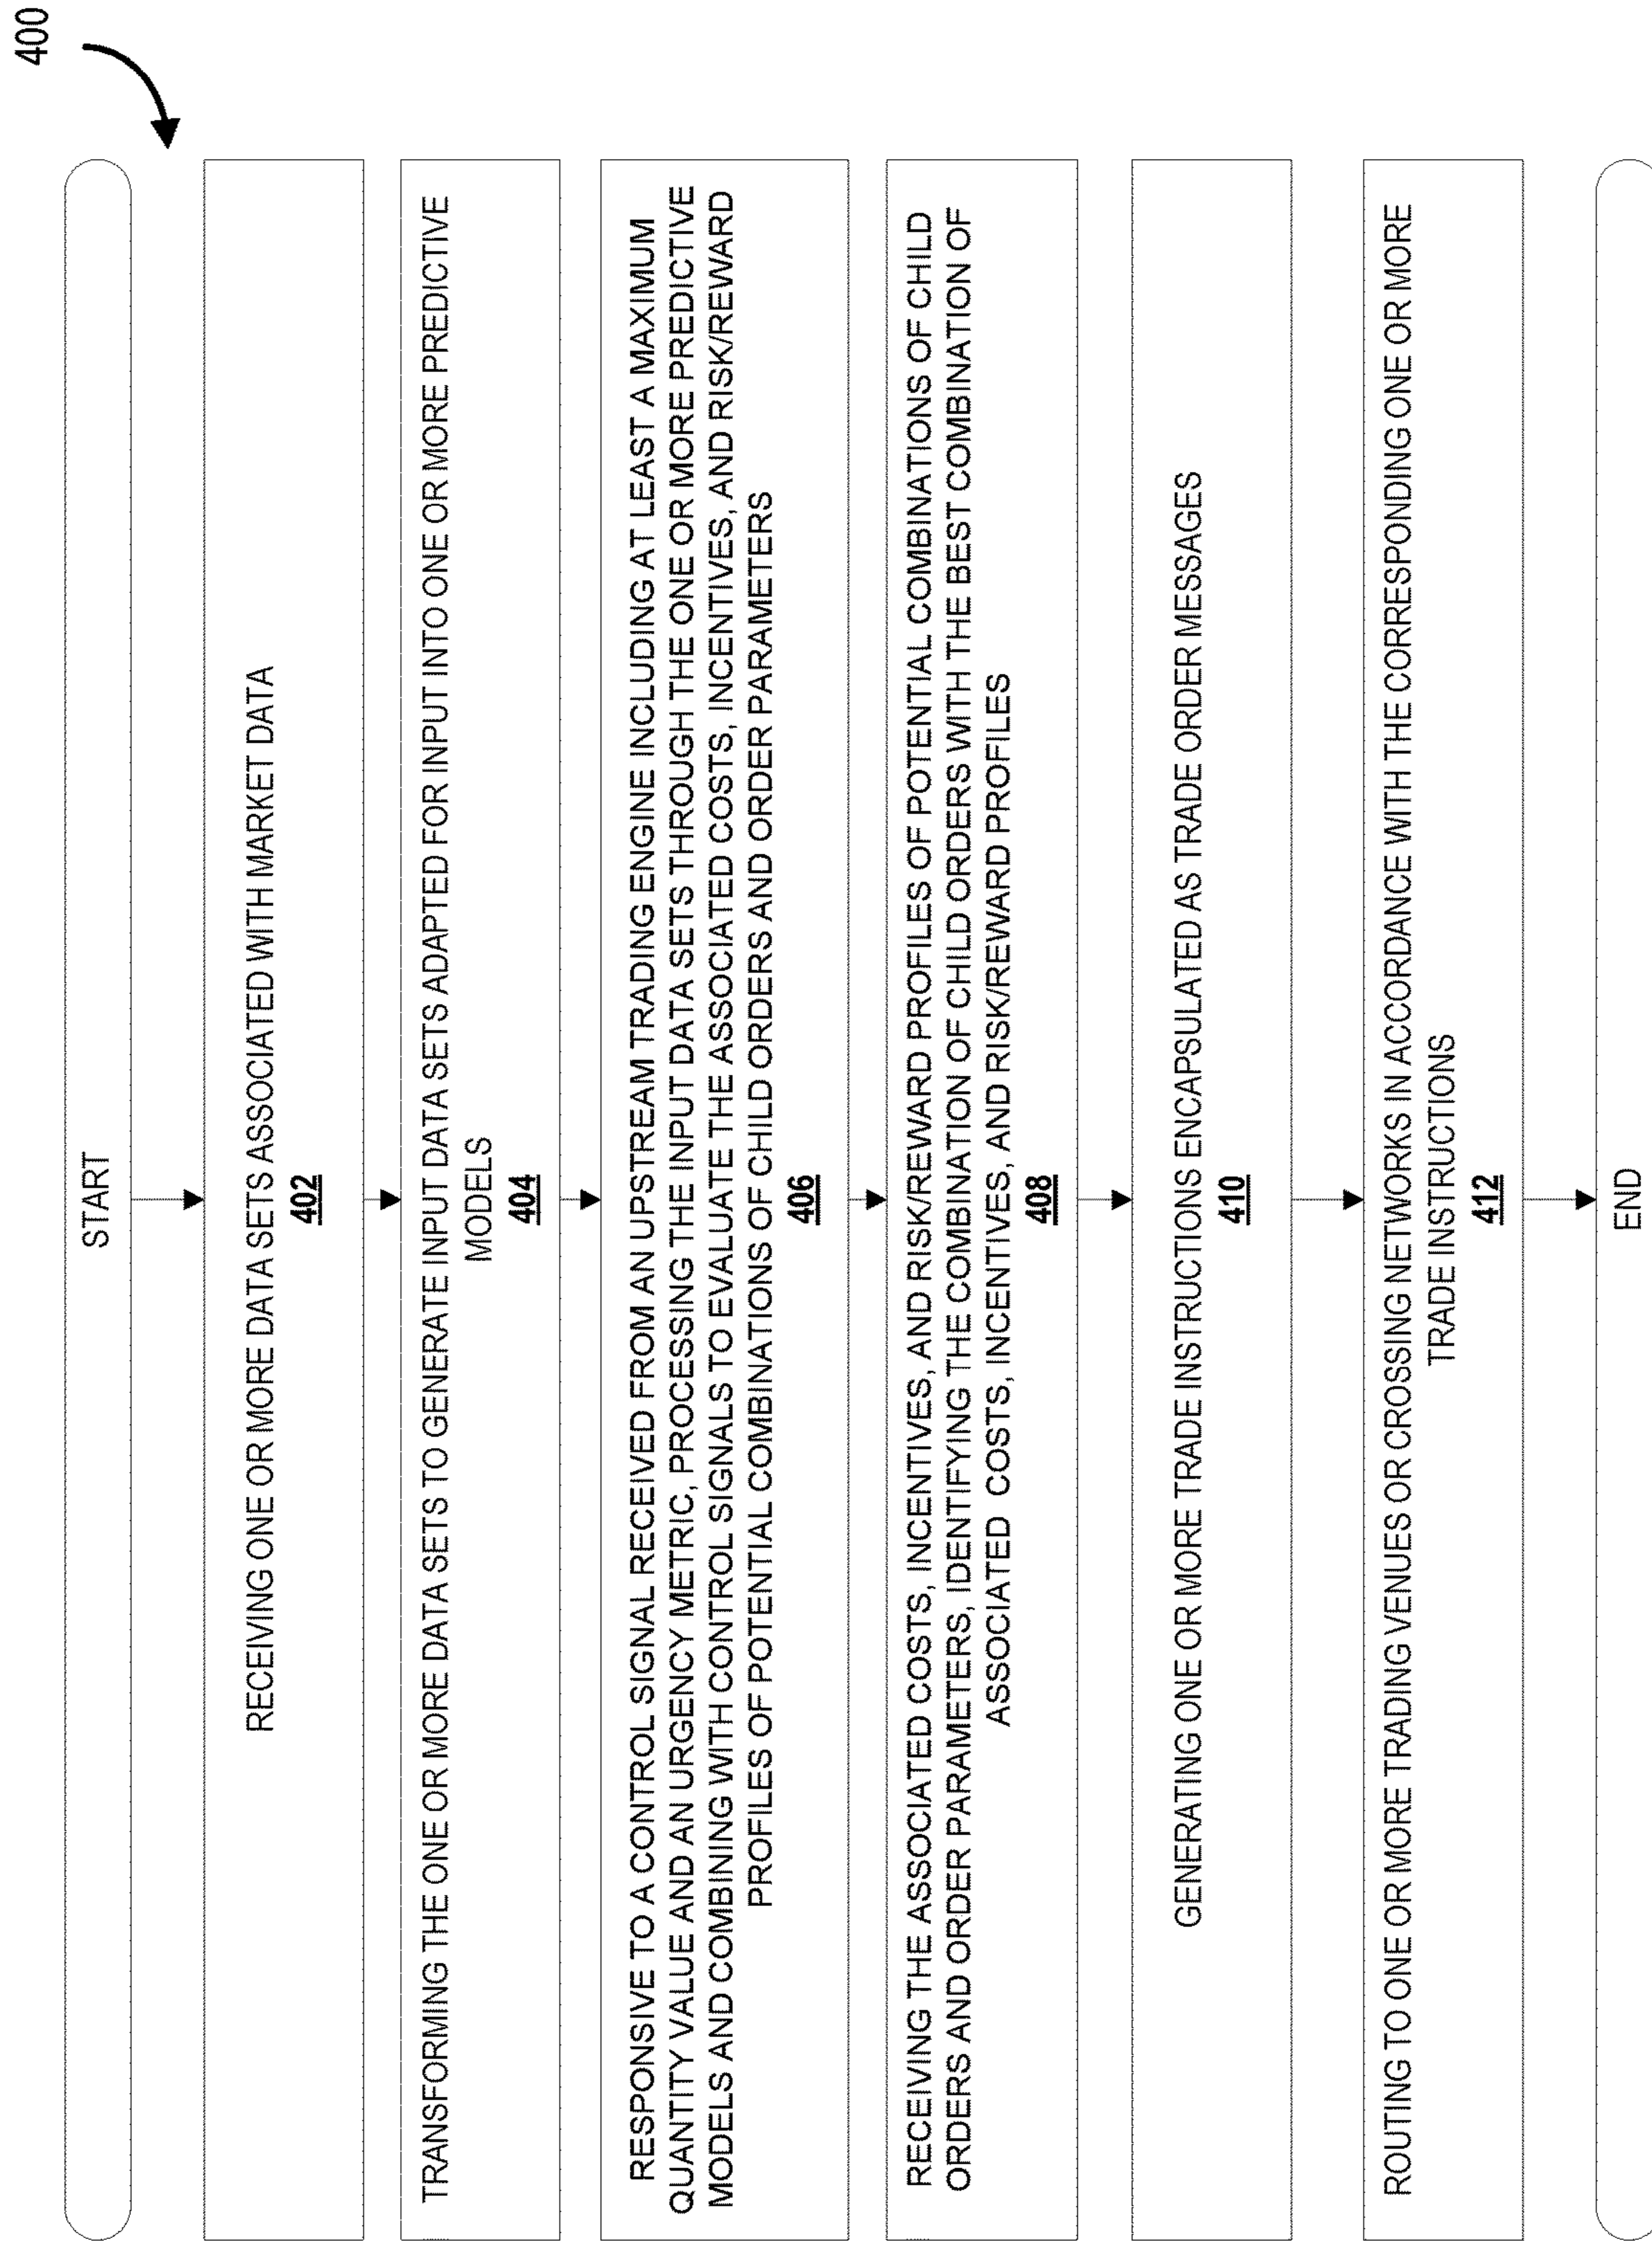 400
START
RECEIVING ONE OR MORE DATA SETS ASSOCIATED WITH MARKET DATA
402
TRANSFORMING THE ONE OR MORE DATA SETS TO GENERATE INPUT DATA SETS ADAPTED FOR INPUT INTO ONE OR MORE PREDICTIVE
MODELS
404
RESPONSIVE TO A CONTROL SIGNAL RECEIVED FROM AN UPSTREAM TRADING ENGINE INCLUDING AT LEAST A MAXIMUM
QUANTITY VALUE AND AN URGENCY METRIC, PROCESSING THE INPUT DATA SETS THROUGH THE ONE OR MORE PREDICTIVE
MODELS AND COMBINING WITH CONTROL SIGNALS TO EVALUATE THE ASSOCIATED COSTS, INCENTIVES, AND RISK/REWARD
PROFILES OF POTENTIAL COMBINATIONS OF CHILD ORDERS AND ORDER PARAMETERS
406
RECEIVING THE ASSOCIATED COSTS, INCENTIVES, AND RISK/REWARD PROFILES OF POTENTIAL COMBINATIONS OF CHILD
ORDERS AND ORDER PARAMETERS, IDENTIFYING THE COMBINATION OF CHILD ORDERS WITH THE BEST COMBINATION OF
ASSOCIATED COSTS, INCENTIVES, AND RISK/REWARD PROFILES
408
GENERATING ONE OR MORE TRADE INSTRUCTIONS ENCAPSULATED AS TRADE ORDER MESSAGES
410
ROUTING TO ONE OR MORE TRADING VENUES OR CROSSING NETWORKS IN ACCORDANCE WITH THE CORRESPONDING ONE OR MORE
TRADE INSTRUCTIONS
412
END